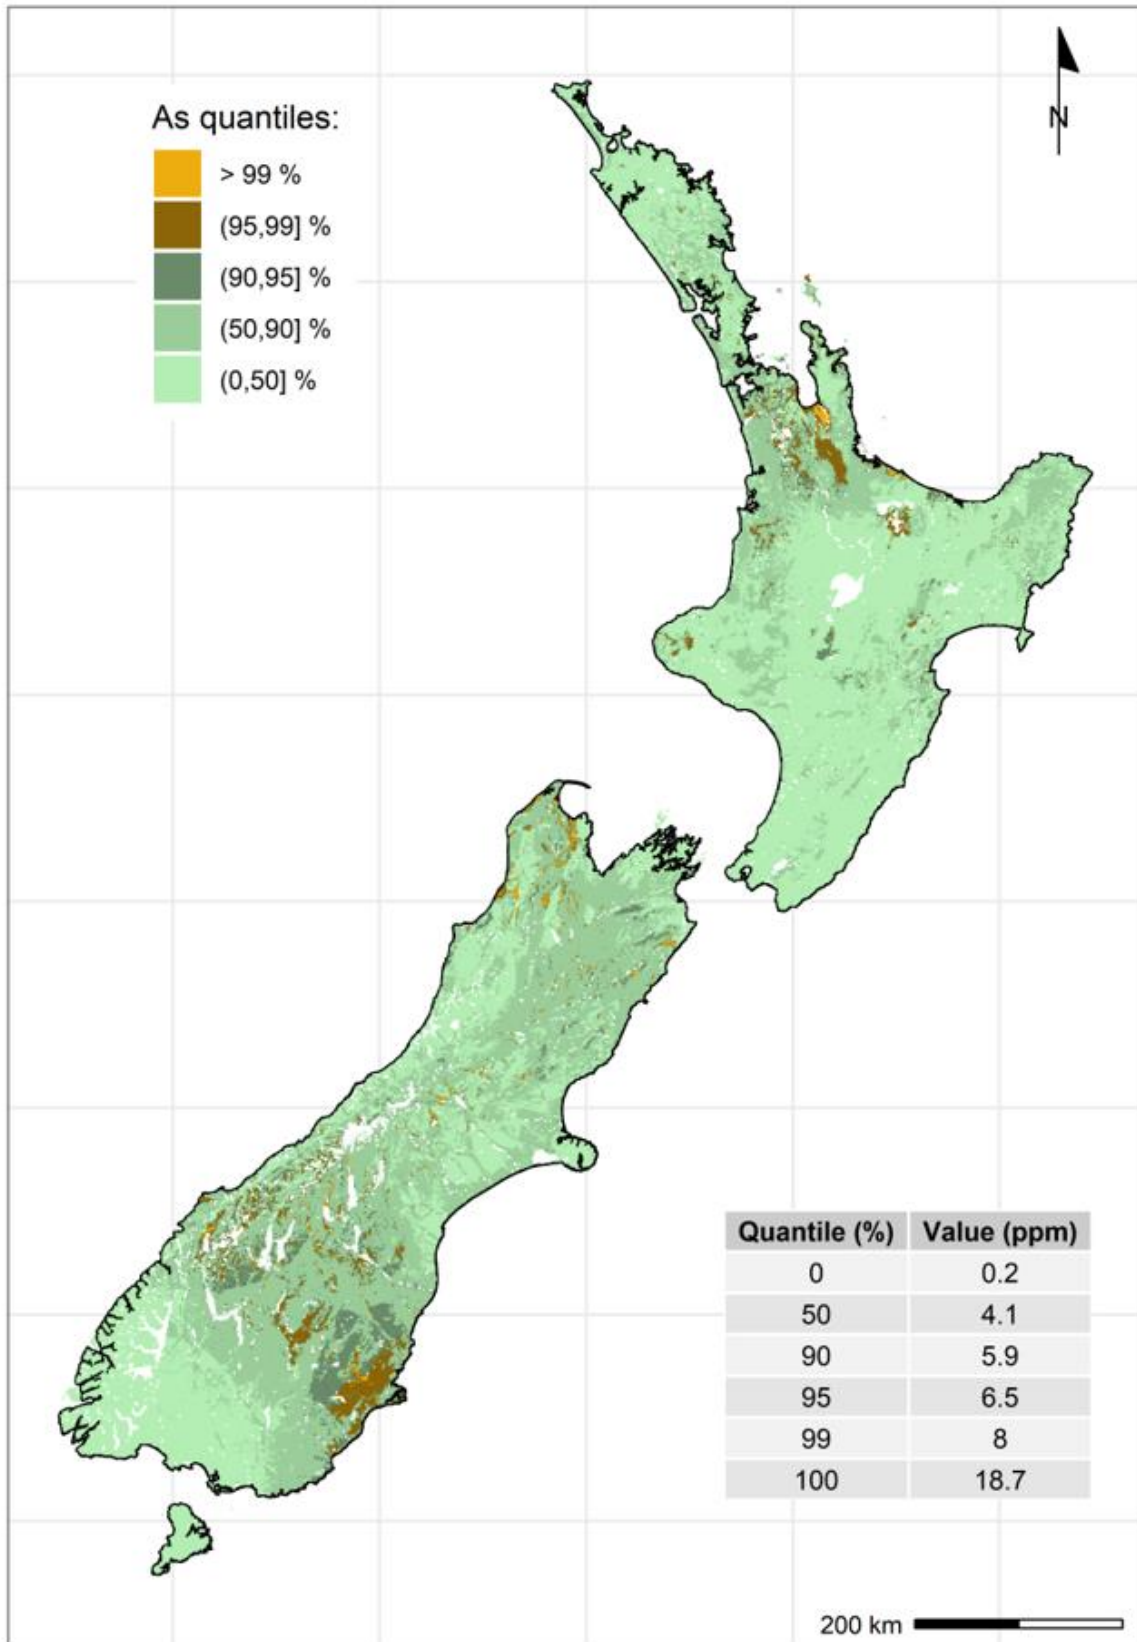 N
As quantiles:
> 99 %
(95,99] %
(90,95] %
(50,90] %
(0,50] %
Quantile (%) Value (ppm)
0 0.2
50 4.1
90 5.9
95 6.5
99 8
100 18.7
200 km